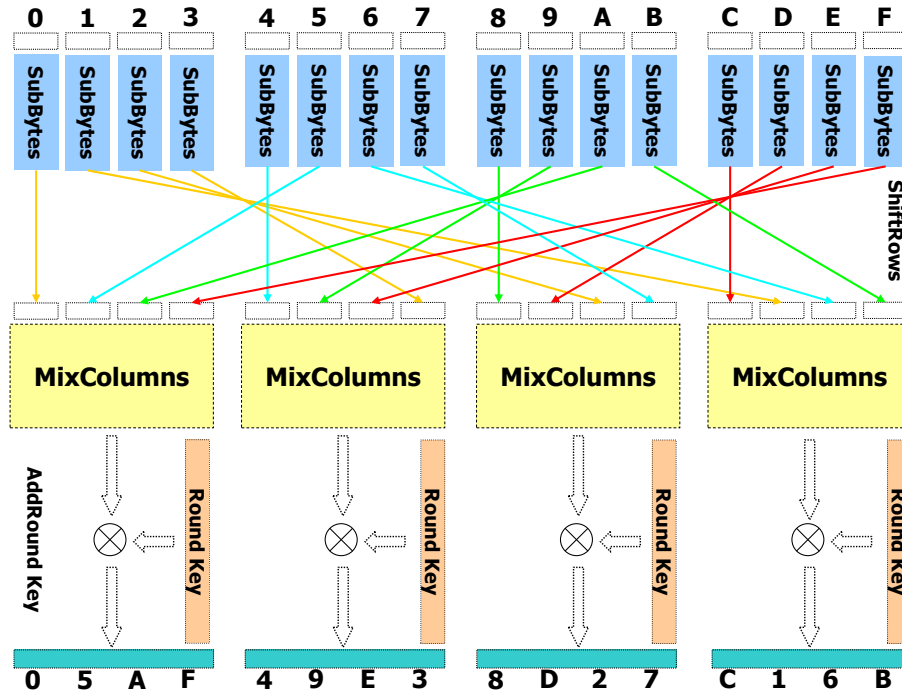 0 1 2 3 4 5 6 7 8 9 A B C D E F
SubBytes SubBytes SubBytes SubBytes SubBytes SubBytes SubBytes SubBytes SubBytes SubBytes SubBytes SubBytes SubBytes SubBytes SubBytes SubBytes
ShiftRows
MixColumns MixColumns MixColumns MixColumns
AddRound Key
Round Key Round Key Round Key Round Key
0 5 A F 4 9 E 3 8 D 2 7 C 1 6 B